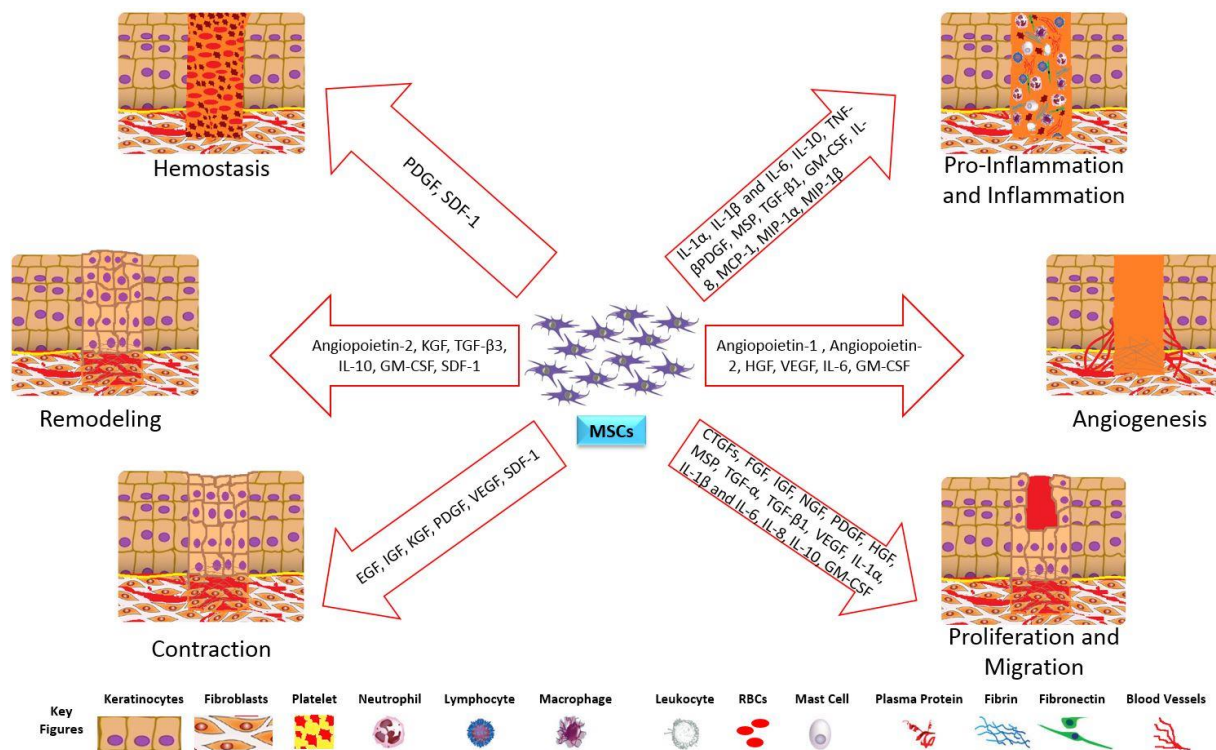 Hemostasis
PDGF, SDF-1
Pro-Inflammation
and Inflammation
IL-1α, IL-1β and IL-6, IL-10, TNF-
βPDGF, MSP, TGF-β1, GM-CSF, IL-
8, MCP-1, MIP-1α, MIP-1β
Remodeling
Angiopoietin-2, KGF, TGF-β3,
IL-10, GM-CSF, SDF-1
MSCs
Angiopoietin-1 , Angiopoietin-
2, HGF, VEGF, IL-6, GM-CSF
Angiogenesis
Contraction
EGF, IGF, KGF, PDGF, VEGF, SDF-1
CTGFs, FGF, IGF, NGF, PDGF, HGF,
MSP, TGF-α, TGF-β1, VEGF, IL-1α,
IL-1β and IL-6, IL-8, IL-10, GM-CSF
Proliferation and
Migration
Key
Figures
Keratinocytes
Fibroblasts
Platelet
Neutrophil
Lymphocyte
Macrophage
Leukocyte
RBCs
Mast Cell
Plasma Protein
Fibrin
Fibronectin
Blood Vessels